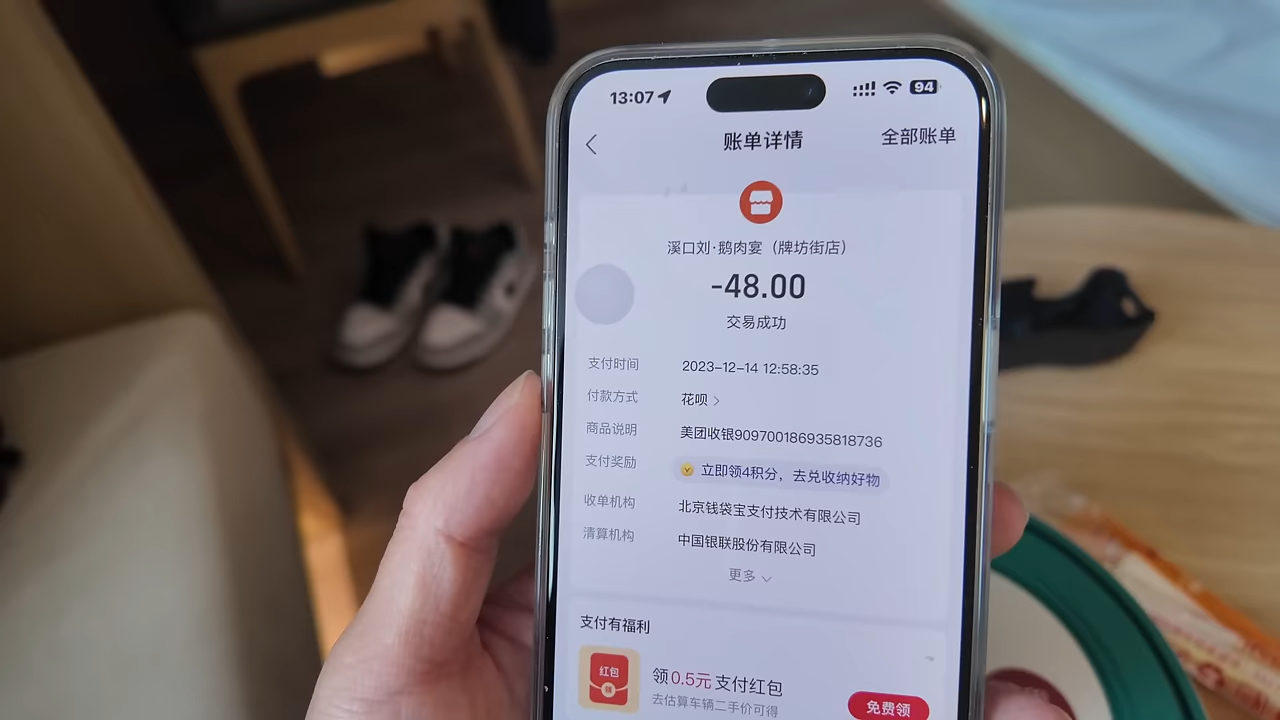 13:07
94
账单详情
全部账单
溪口刘·鹅肉宴（牌坊街店）
-48.00
交易成功
支付时间 2023-12-14 12:58:35
付款方式 花呗
商品说明 美团收银909700186935818736
支付奖励 立即领4积分，去兑收纳好物
收单机构 北京钱袋宝支付技术有限公司
清算机构 中国银联股份有限公司
更多
支付有福利
红包
领0.5元支付红包
去估算车辆二手价可得
免费领